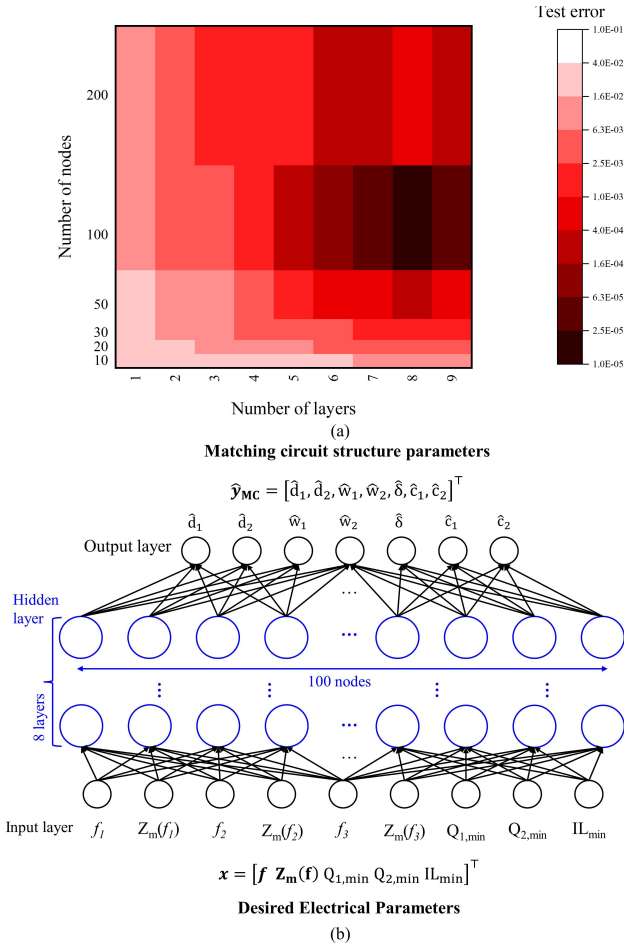 Test error
1.0E-01
4.0E-02
1.6E-02
6.3E-03
2.5E-03
1.0E-03
4.0E-04
1.6E-04
6.3E-05
2.5E-05
1.0E-05
Number of nodes
200
100
50
30
20
10
1 2 3 4 5 6 7 8 9
Number of layers
(a)
Matching circuit structure parameters
ŷ_MC = [d̂₁, d̂₂, ŵ₁, ŵ₂, δ̂, ĉ₁, ĉ₂]^⊤
d̂₁ d̂₂ ŵ₁ ŵ₂ δ̂ ĉ₁ ĉ₂
Output layer
...
Hidden
layer
...
100 nodes
8 layers
...
...
Input layer f₁ Z_m(f₁) f₂ Z_m(f₂) f₃ Z_m(f₃) Q_1,min Q_2,min IL_min
x = [f Z_m(f) Q_1,min Q_2,min IL_min]^⊤
Desired Electrical Parameters
(b)